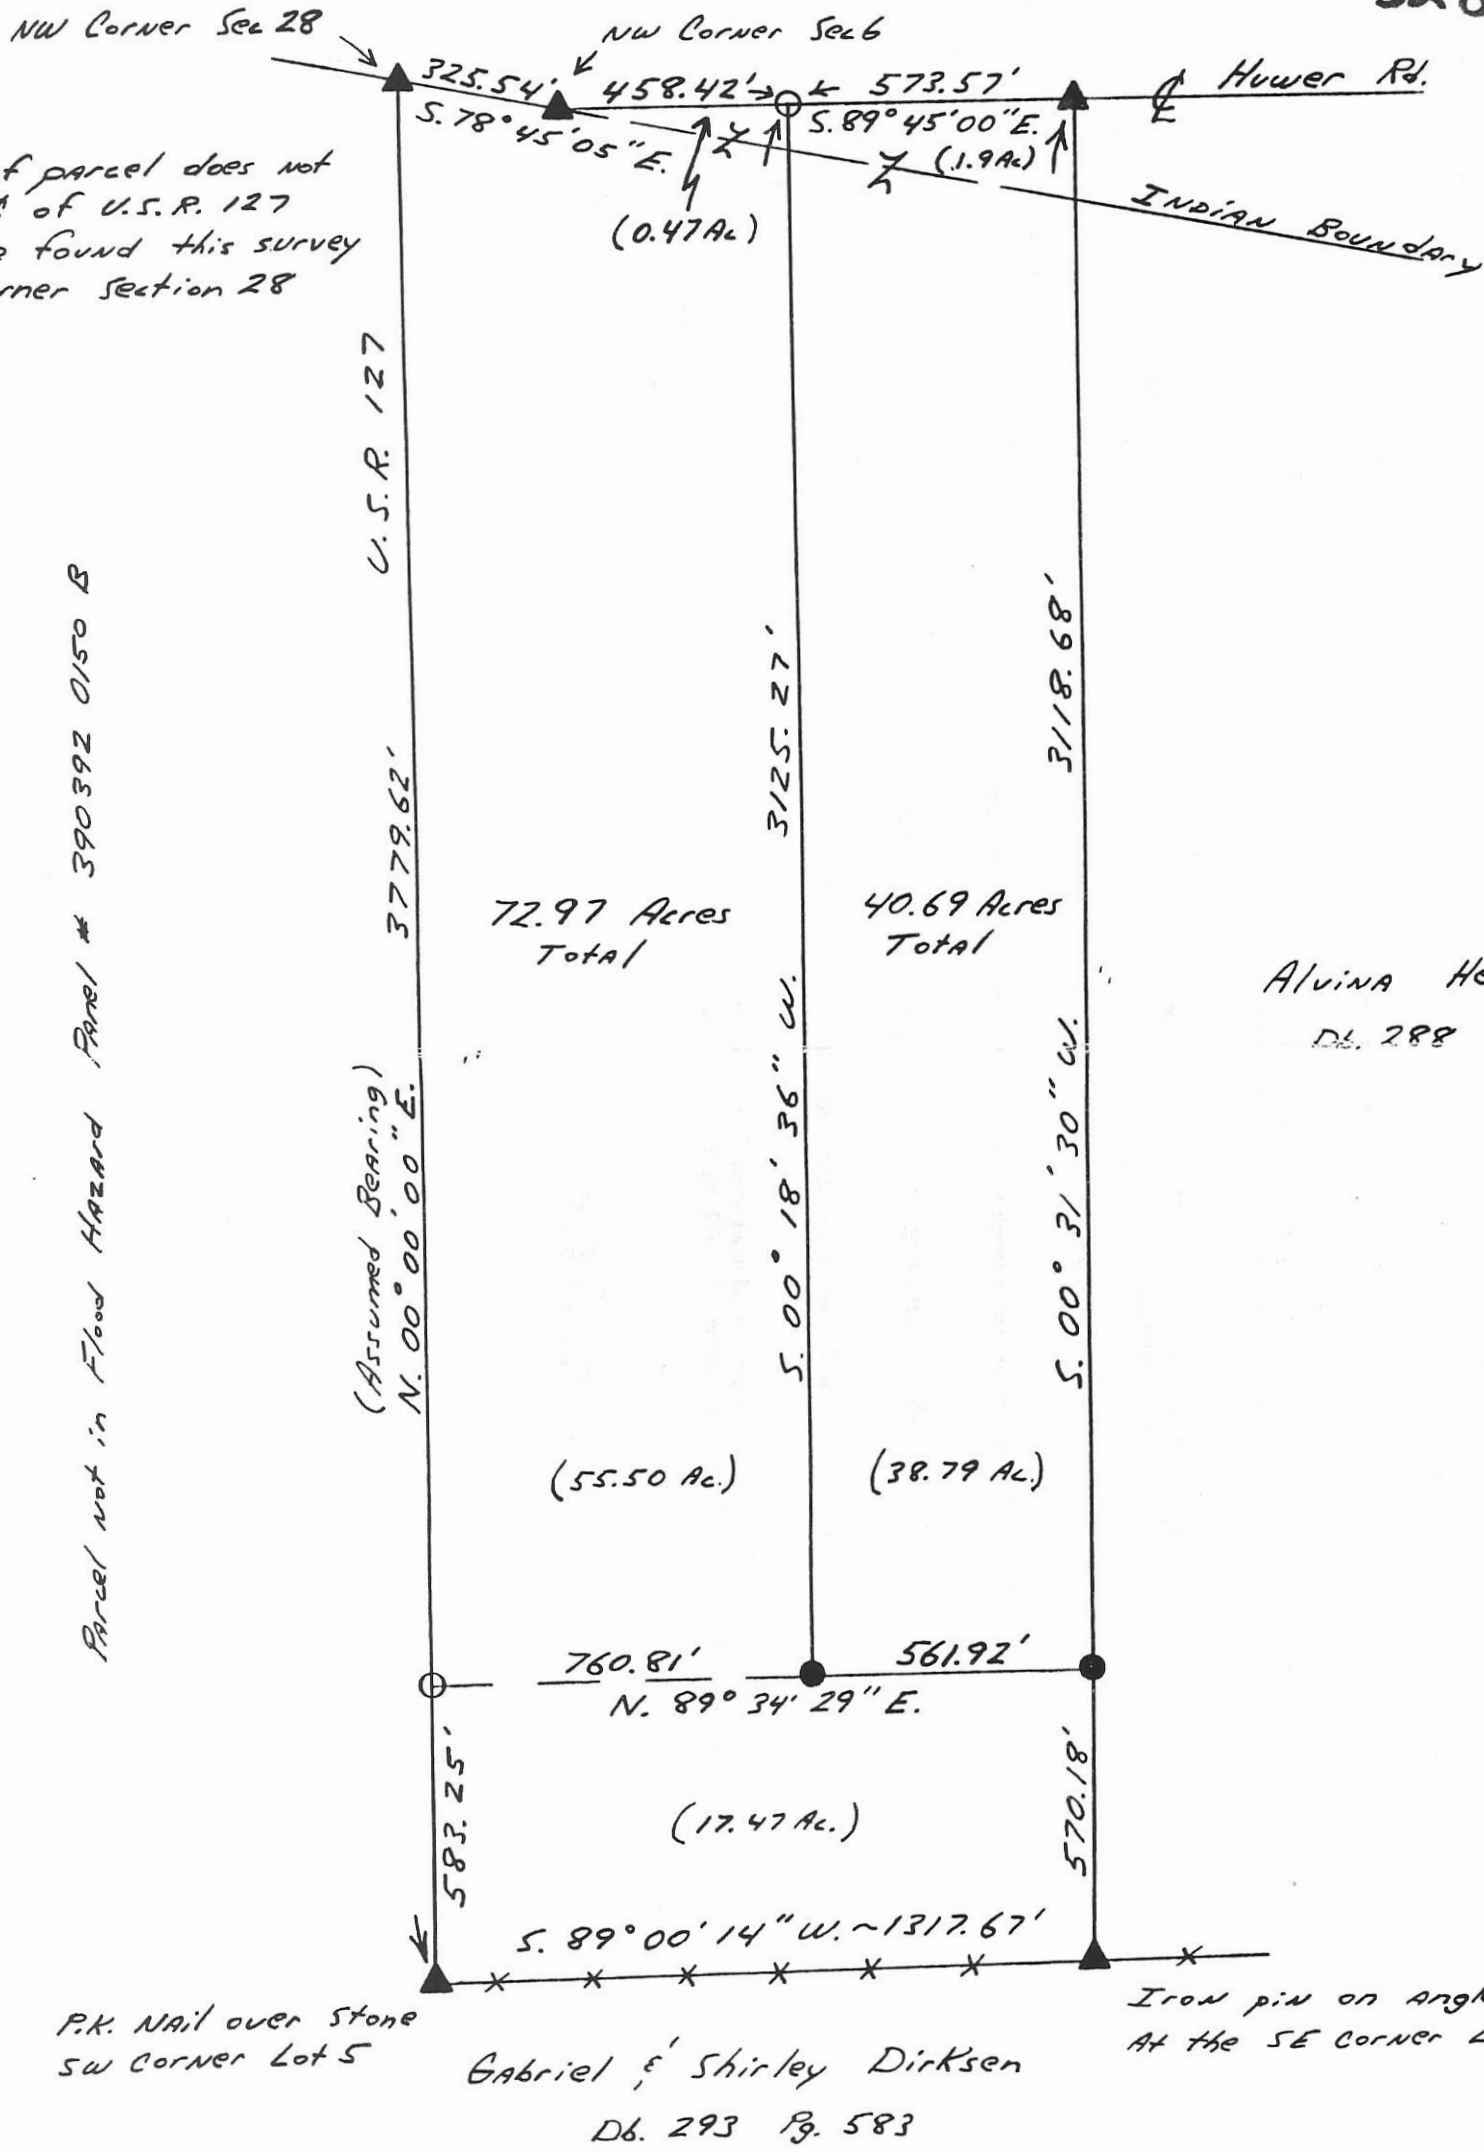 NW Corner Sec 28
NW Corner Sec 6
325.54'
458.42'
573.57'
℄ Huwer Rd.
S. 78° 45' 05" E.
S. 89° 45' 00" E.
(1.9 Ac)
(0.47 Ac)
Indian Boundary
parcel does not
of U.S.R. 127
found this survey
Section 28
U.S.R. 127
3779.62'
(Assumed Bearing)
N. 00° 00' 00" E.
Parcel not in Flood Hazard Panel # 390392 0150 B
3125.27'
S. 00° 18' 36" W.
3118.68'
S. 00° 31' 30" W.
72.97 Acres
Total
40.69 Acres
Total
Alvina
Db. 288
(55.50 Ac.)
(38.79 Ac.)
760.81'
561.92'
N. 89° 34' 29" E.
583.25'
(17.47 Ac.)
570.18'
S. 89° 00' 14" W. ~ 1317.67'
P.K. Nail over Stone
SW Corner Lot 5
Iron pin on
At the SE Corner
Gabriel & Shirley Dirksen
Db. 293 Pg. 583